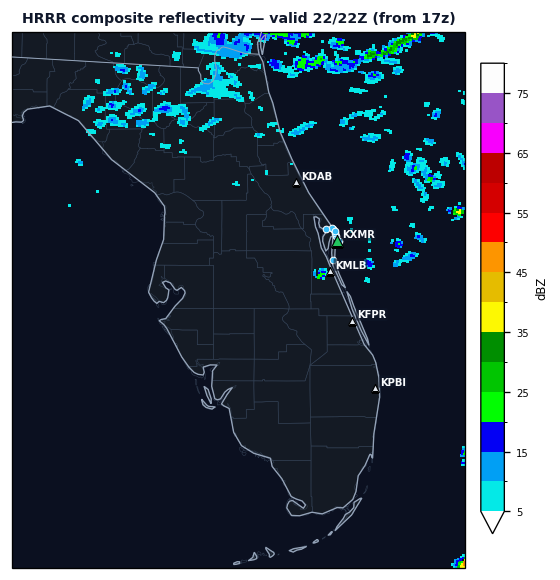 HRRR composite reflectivity — valid 22/22Z (from 17z)
75
65
55
45
35
25
15
5
dBZ
KDAB
KXMR
KMLB
KFPR
KPBI